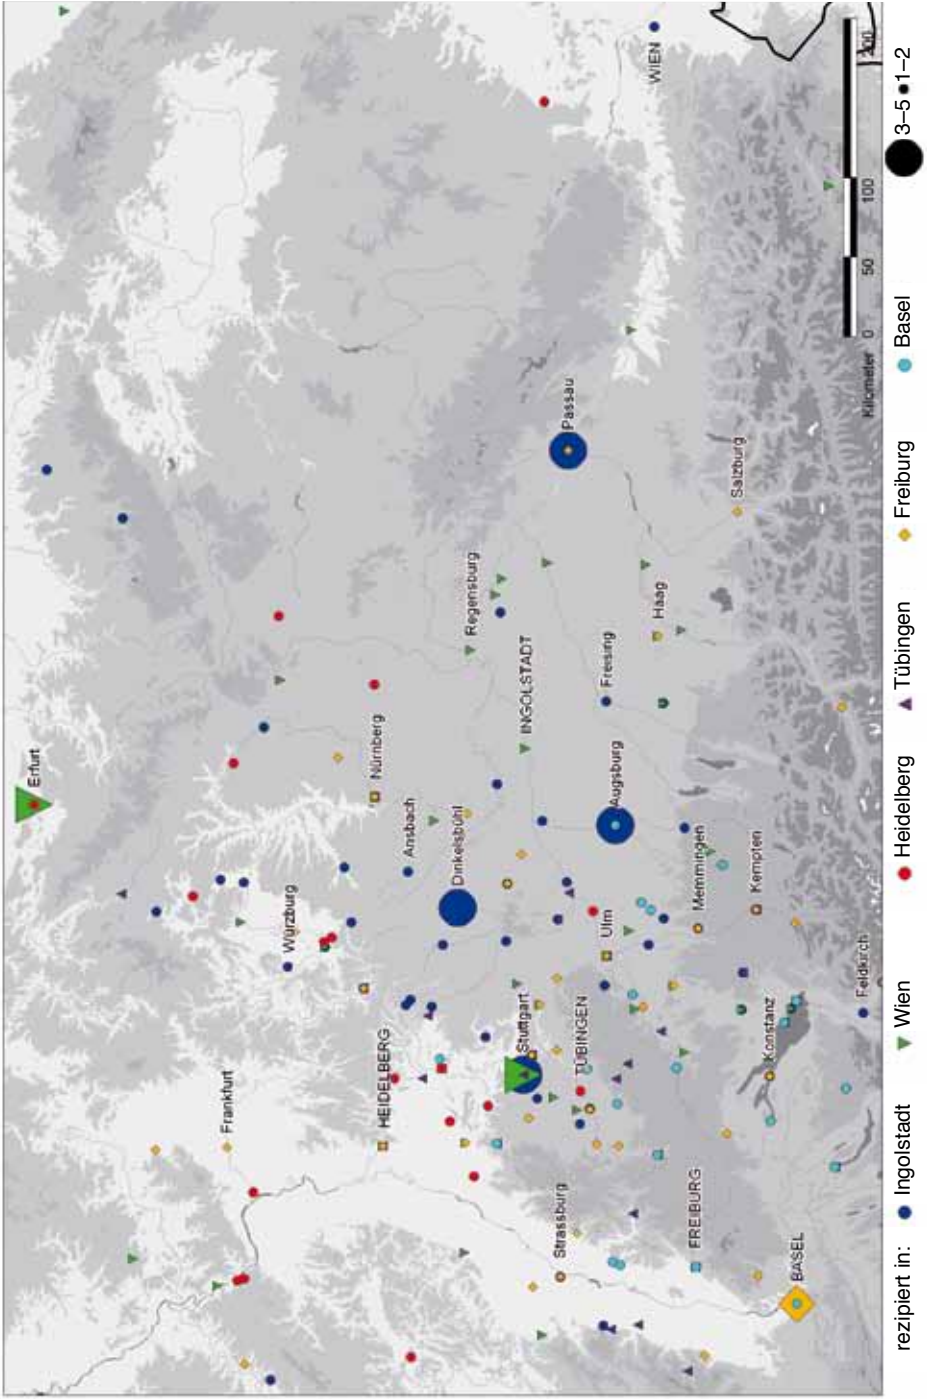 Erfurt
Würzburg
Frankfurt
Nürnberg
HEIDELBERG
Ansbach
Dinkelsbühl
Regensburg
INGOLSTADT
Stuttgart
Passau
WIEN
Strassburg
TÜBINGEN
Ulm
Augsburg
Freising
Haag
FREIBURG
Memmingen
Salzburg
Konstanz
Kempten
BASEL
Feldkirch
Kilometer
0 50 100 200
rezipiert in: Ingolstadt Wien Heidelberg Tübingen Freiburg Basel 3–5 1–2